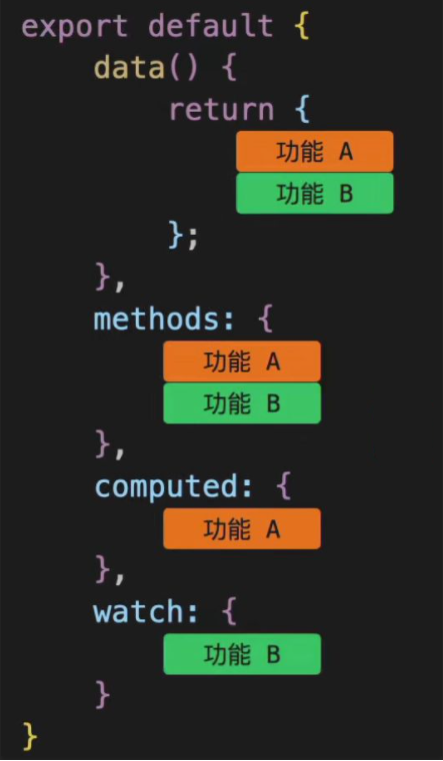 export default {
data() {
return {
功能 A
功能 B
};
},
methods: {
功能 A
功能 B
},
computed: {
功能 A
},
watch: {
功能 B
}
}